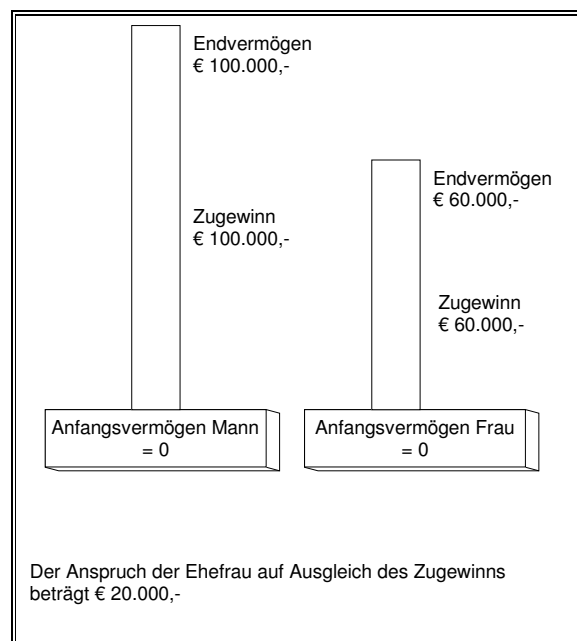 Endvermögen
€ 100.000,-
Zugewinn
€ 100.000,-
Anfangsvermögen Mann
= 0
Endvermögen
€ 60.000,-
Zugewinn
€ 60.000,-
Anfangsvermögen Frau
= 0
Der Anspruch der Ehefrau auf Ausgleich des Zugewinns
beträgt € 20.000,-